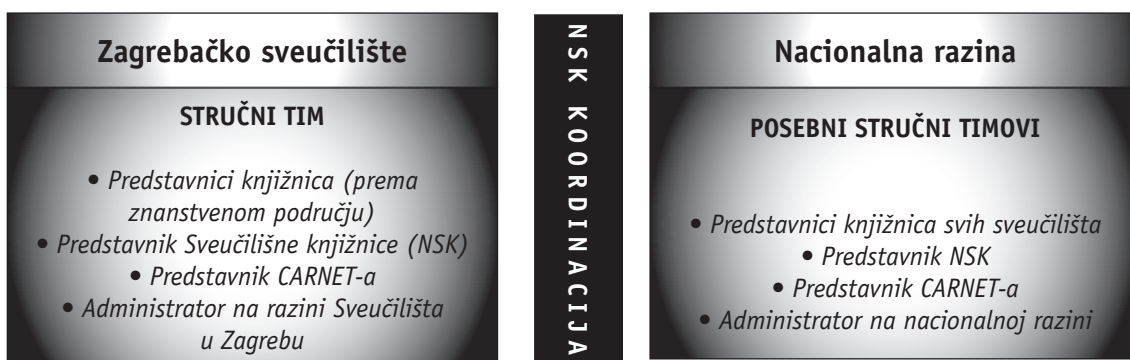 Zagrebačko sveučilište
STRUČNI TIM
• Predstavnici knjižnica (prema
znanstvenom području)
• Predstavnik Sveučilišne knjižnice (NSK)
• Predstavnik CARNET-a
• Administrator na razini Sveučilišta
u Zagrebu
NSK KOORDINACIJA
Nacionalna razina
POSEBNI STRUČNI TIMOVI
• Predstavnici knjižnica svih sveučilišta
• Predstavnik NSK
• Predstavnik CARNET-a
• Administrator na nacionalnoj razini